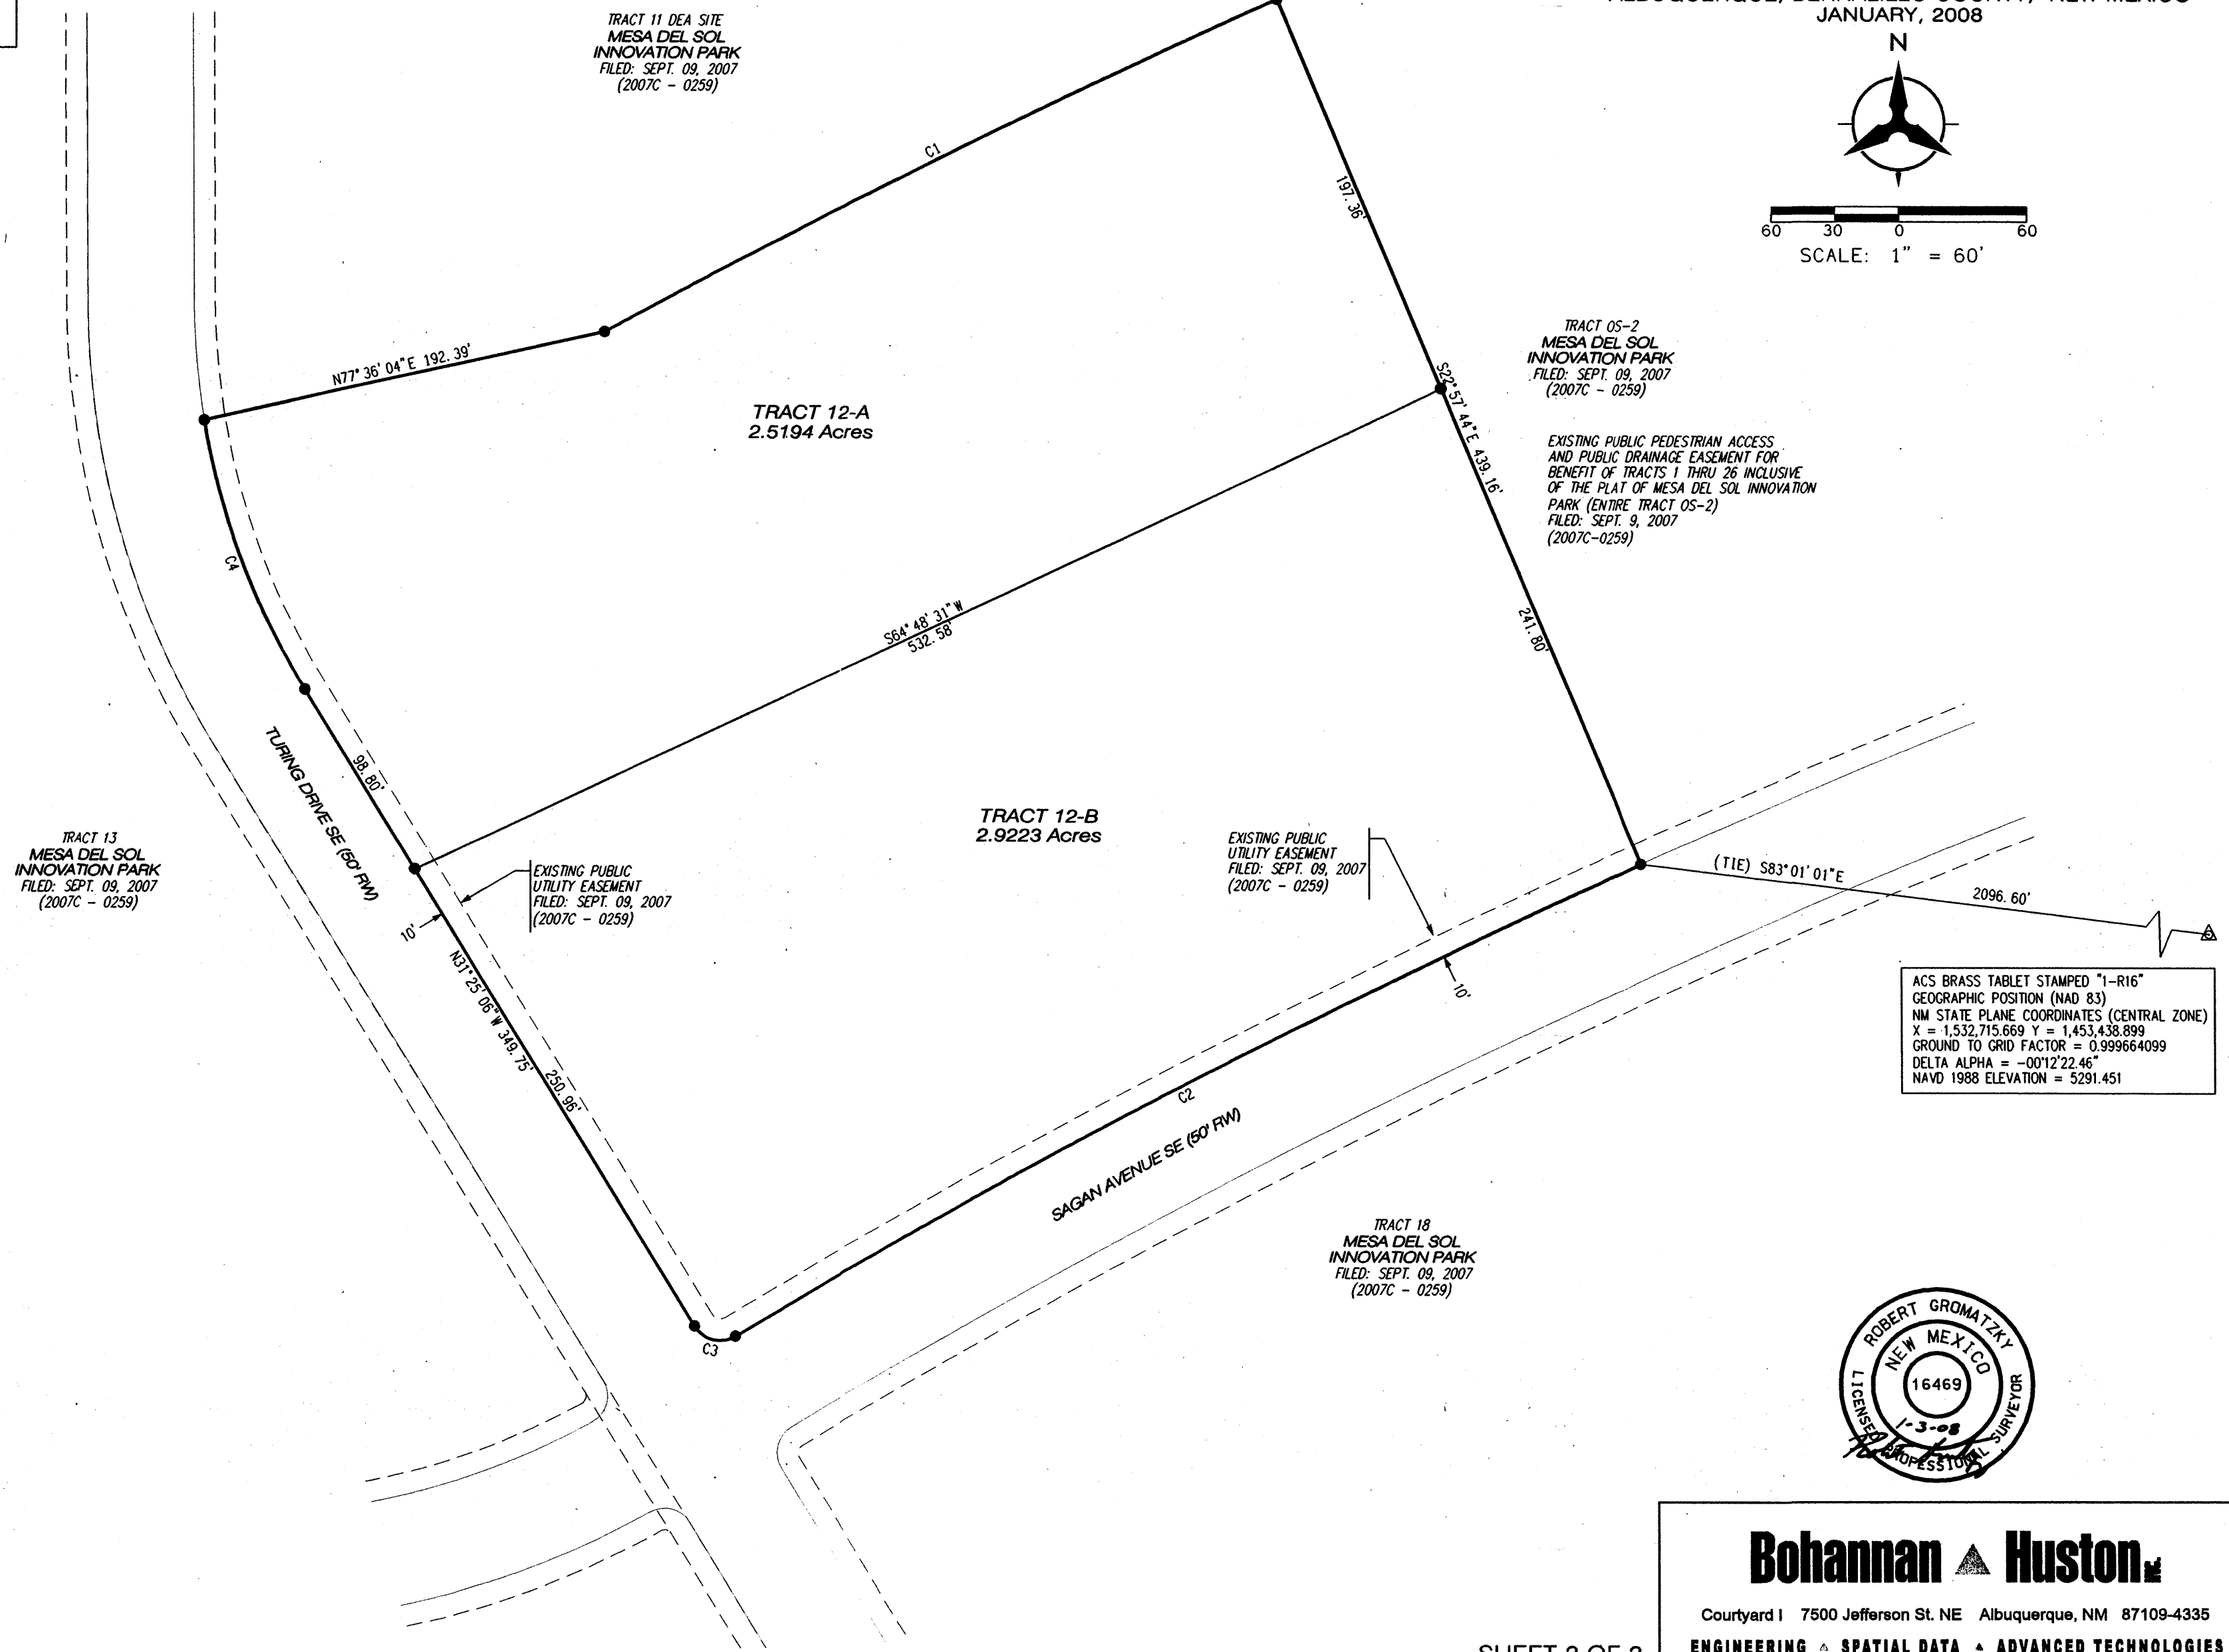 JANUARY, 2008
N
60 30 0 60
SCALE: 1" = 60'
TRACT 11 DEA SITE
MESA DEL SOL
INNOVATION PARK
FILED: SEPT. 09, 2007
(2007C - 0259)
C1
197.36'
N77°36'04"E 192.39'
TRACT 12-A
2.5194 Acres
TRACT OS-2
MESA DEL SOL
INNOVATION PARK
FILED: SEPT. 09, 2007
(2007C - 0259)
S22°57'44"E 439.16'
EXISTING PUBLIC PEDESTRIAN ACCESS
AND PUBLIC DRAINAGE EASEMENT FOR
BENEFIT OF TRACTS 1 THRU 26 INCLUSIVE
OF THE PLAT OF MESA DEL SOL INNOVATION
PARK (ENTIRE TRACT OS-2)
FILED: SEPT. 9, 2007
(2007C-0259)
C4
S64°48'31"W
532.58'
241.80'
TURING DRIVE SE (50' RW)
98.80'
TRACT 13
MESA DEL SOL
INNOVATION PARK
FILED: SEPT. 09, 2007
(2007C - 0259)
TRACT 12-B
2.9223 Acres
EXISTING PUBLIC
UTILITY EASEMENT
FILED: SEPT. 09, 2007
(2007C - 0259)
EXISTING PUBLIC
UTILITY EASEMENT
FILED: SEPT. 09, 2007
(2007C - 0259)
(TIE) S83°01'01"E
2096.60'
10'
10'
N31°25'06"W 349.75'
250.96'
ACS BRASS TABLET STAMPED "1-R16"
GEOGRAPHIC POSITION (NAD 83)
NM STATE PLANE COORDINATES (CENTRAL ZONE)
X = 1,532,715.669 Y = 1,453,438.899
GROUND TO GRID FACTOR = 0.999664099
DELTA ALPHA = -00°12'22.46"
NAVD 1988 ELEVATION = 5291.451
C2
SAGAN AVENUE SE (50' RW)
TRACT 18
MESA DEL SOL
INNOVATION PARK
FILED: SEPT. 09, 2007
(2007C - 0259)
C3
ROBERT GROMATZKY
NEW MEXICO
16469
1-3-08
LICENSED PROFESSIONAL SURVEYOR
Bohannan Huston INC.
Courtyard I 7500 Jefferson St. NE Albuquerque, NM 87109-4335
ENGINEERING SPATIAL DATA ADVANCED TECHNOLOGIES